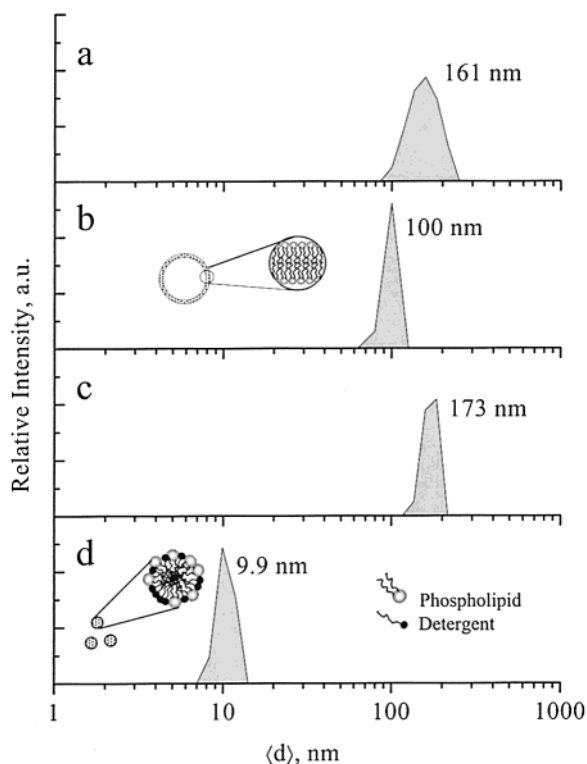 a
161 nm
b
100 nm
c
173 nm
d
9.9 nm
Phospholipid
Detergent
Relative Intensity, a.u.
1 10 100 1000
⟨d⟩, nm